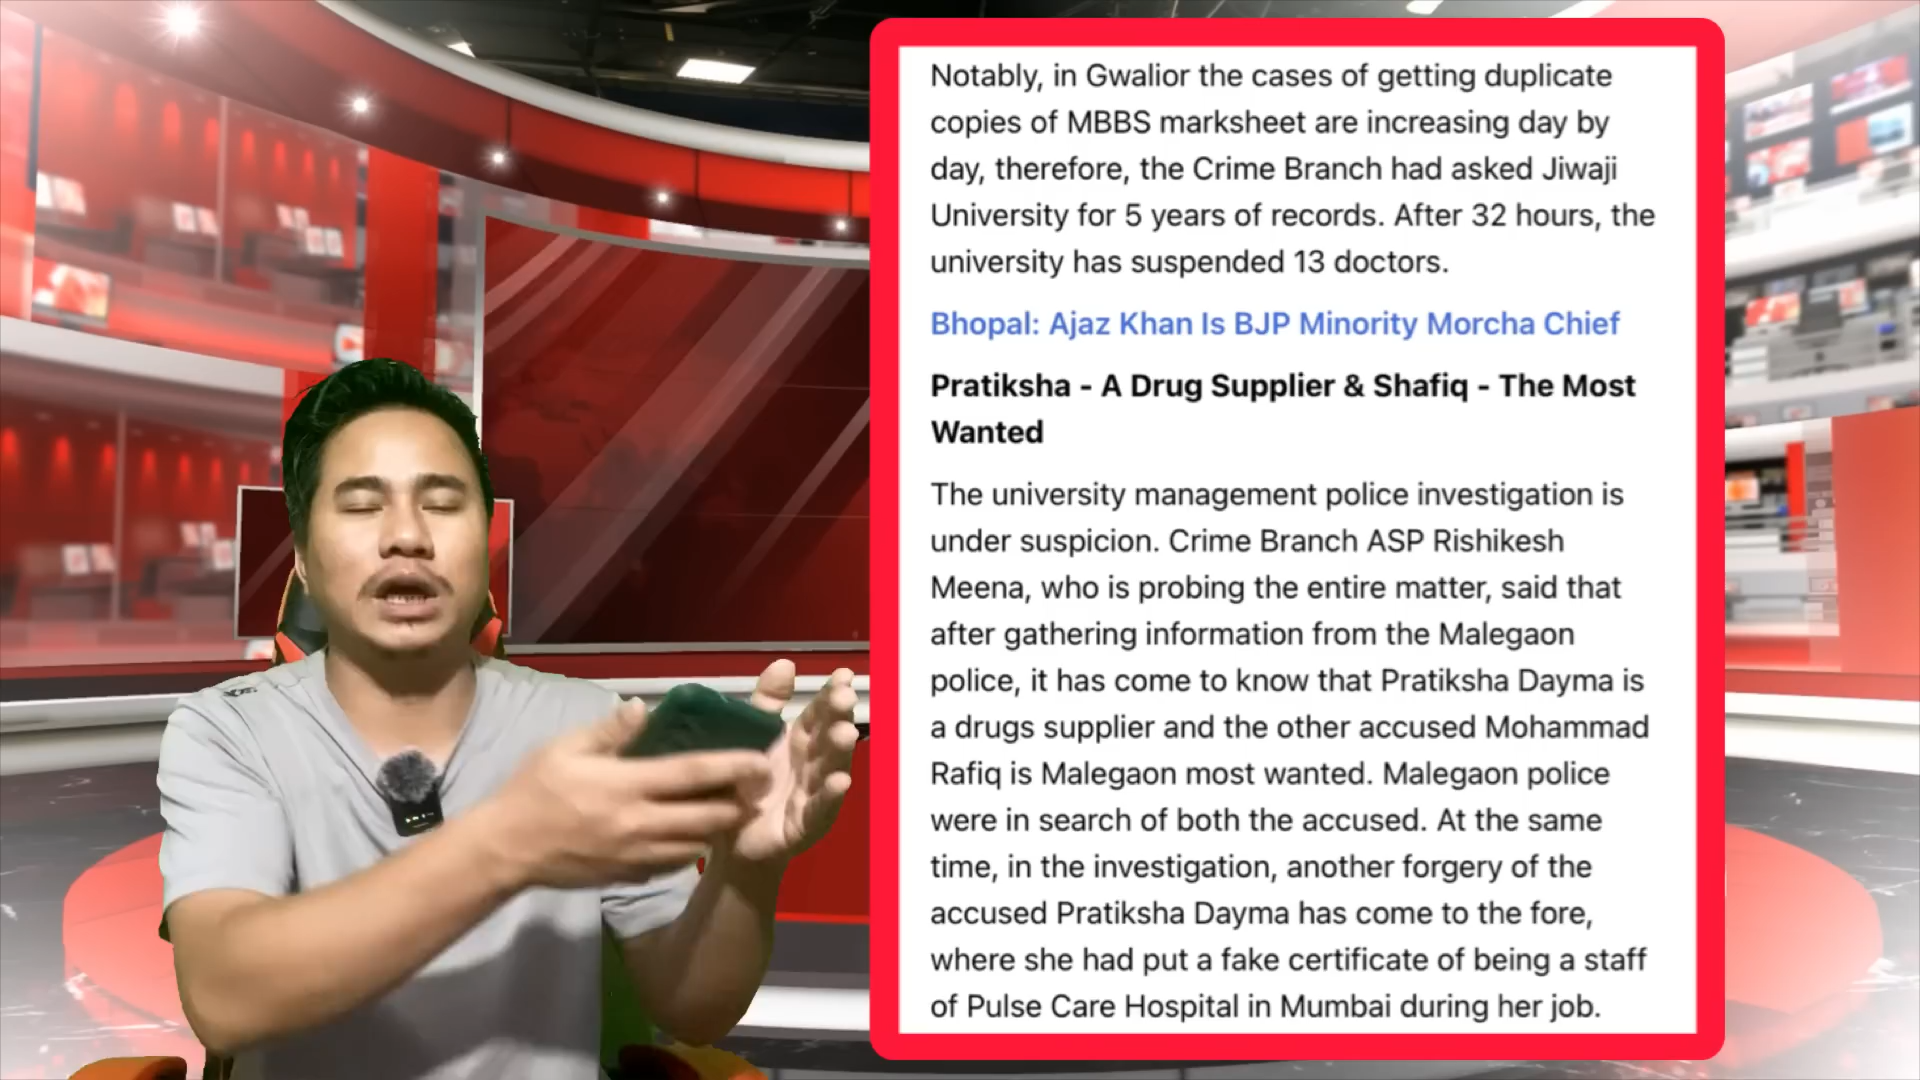 Notably, in Gwalior the cases of getting duplicate
copies of MBBS marksheet are increasing day by
day, therefore, the Crime Branch had asked Jiwaji
University for 5 years of records. After 32 hours, the
university has suspended 13 doctors.
Bhopal: Ajaz Khan Is BJP Minority Morcha Chief
Pratiksha - A Drug Supplier & Shafiq - The Most
Wanted
The university management police investigation is
under suspicion. Crime Branch ASP Rishikesh
Meena, who is probing the entire matter, said that
after gathering information from the Malegaon
police, it has come to know that Pratiksha Dayma is
a drugs supplier and the other accused Mohammad
Rafiq is Malegaon most wanted. Malegaon police
were in search of both the accused. At the same
time, in the investigation, another forgery of the
accused Pratiksha Dayma has come to the fore,
where she had put a fake certificate of being a staff
of Pulse Care Hospital in Mumbai during her job.